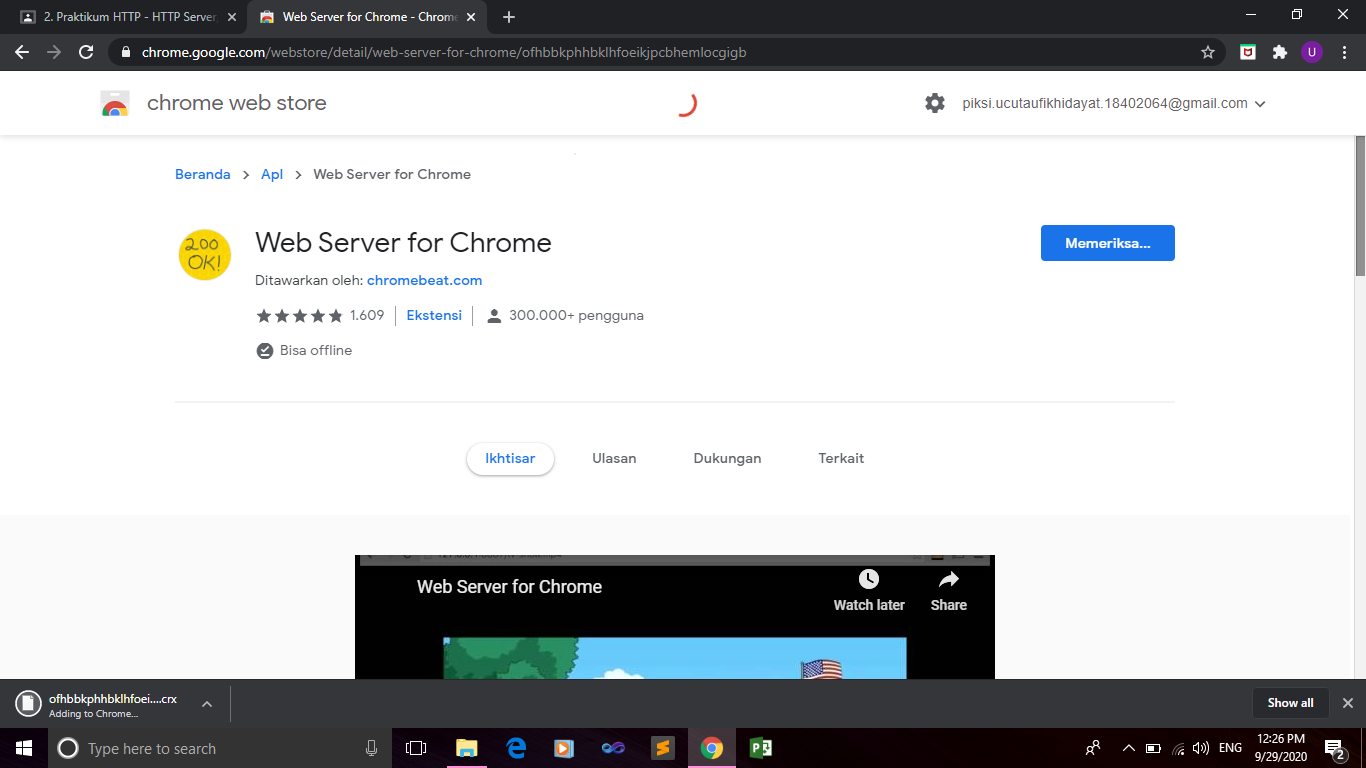 2. Praktikum HTTP - HTTP Server
Web Server for Chrome - Chrome
chrome.google.com/webstore/detail/web-server-for-chrome/ofhbbkphhbklhfoeikjpcbhemlocgigb
U
chrome web store
piksi.ucutaufikhidayat.18402064@gmail.com
Beranda > Apl > Web Server for Chrome
200 OK!
Web Server for Chrome
Memeriksa...
Ditawarkan oleh: chromebeat.com
1.609 Ekstensi 300.000+ pengguna
Bisa offline
Ikhtisar Ulasan Dukungan Terkait
Web Server for Chrome
Watch later Share
ofhbbkphhbklhfoei....crx
Adding to Chrome...
Show all
Type here to search
ENG
12:26 PM
9/29/2020
2